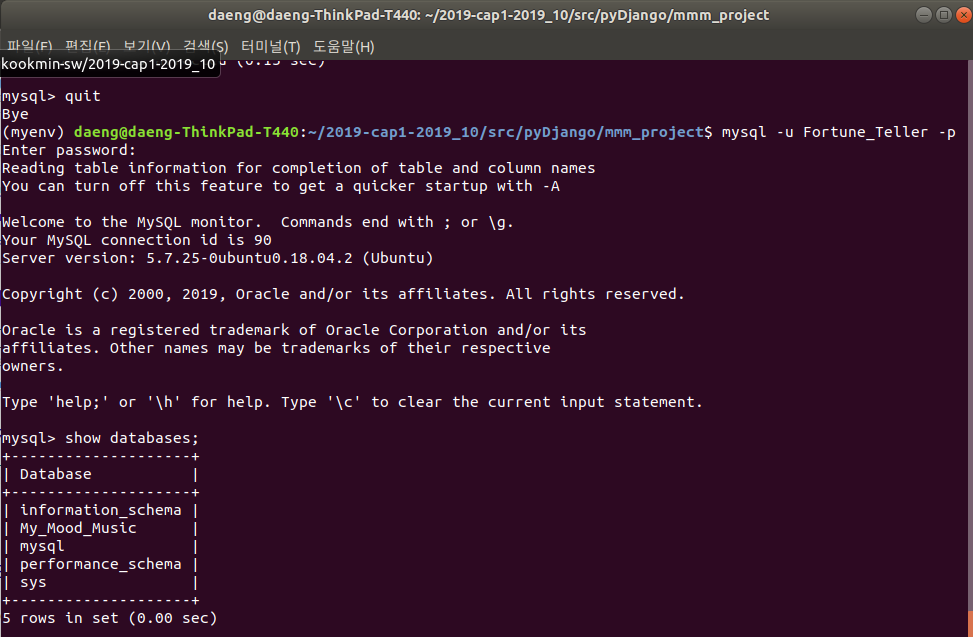 daeng@daeng-ThinkPad-T440: ~/2019-cap1-2019_10/src/pyDjango/mmm_project
파일(F) 편집(E) 보기(V) 검색(S) 터미널(T) 도움말(H)
kookmin-sw/2019-cap1-2019_10
(0.15 sec)
mysql> quit
Bye
(myenv) daeng@daeng-ThinkPad-T440:~/2019-cap1-2019_10/src/pyDjango/mmm_project$ mysql -u Fortune_Teller -p
Enter password:
Reading table information for completion of table and column names
You can turn off this feature to get a quicker startup with -A
Welcome to the MySQL monitor.  Commands end with ; or \g.
Your MySQL connection id is 90
Server version: 5.7.25-0ubuntu0.18.04.2 (Ubuntu)
Copyright (c) 2000, 2019, Oracle and/or its affiliates. All rights reserved.
Oracle is a registered trademark of Oracle Corporation and/or its
affiliates. Other names may be trademarks of their respective
owners.
Type 'help;' or '\h' for help. Type '\c' to clear the current input statement.
mysql> show databases;
+--------------------+
| Database           |
+--------------------+
| information_schema |
| My_Mood_Music      |
| mysql              |
| performance_schema |
| sys                |
+--------------------+
5 rows in set (0.00 sec)